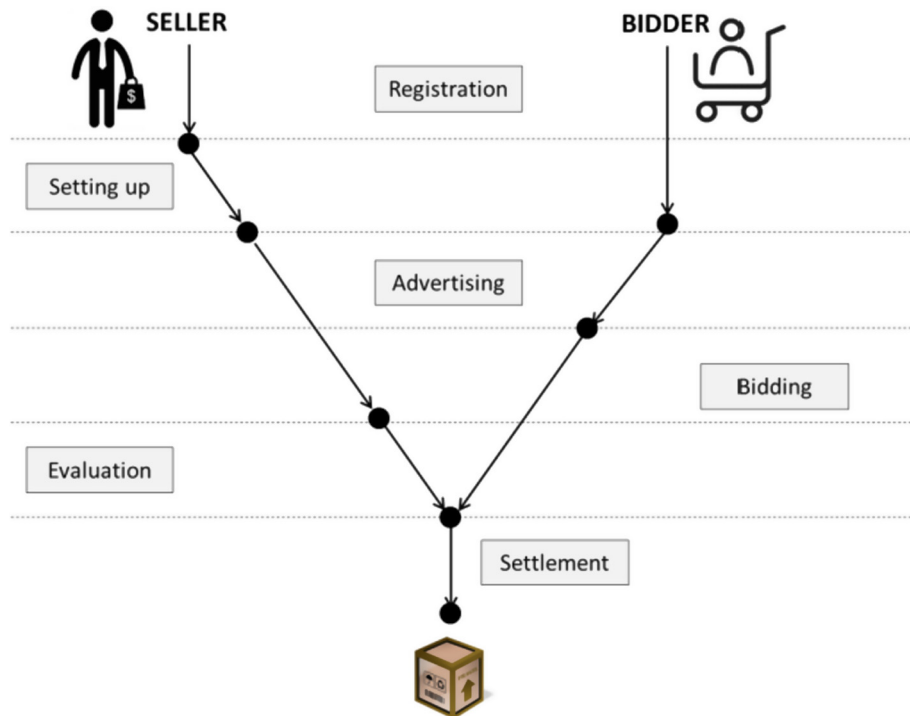 SELLER
BIDDER
$
Registration
Setting up
Advertising
Bidding
Evaluation
Settlement